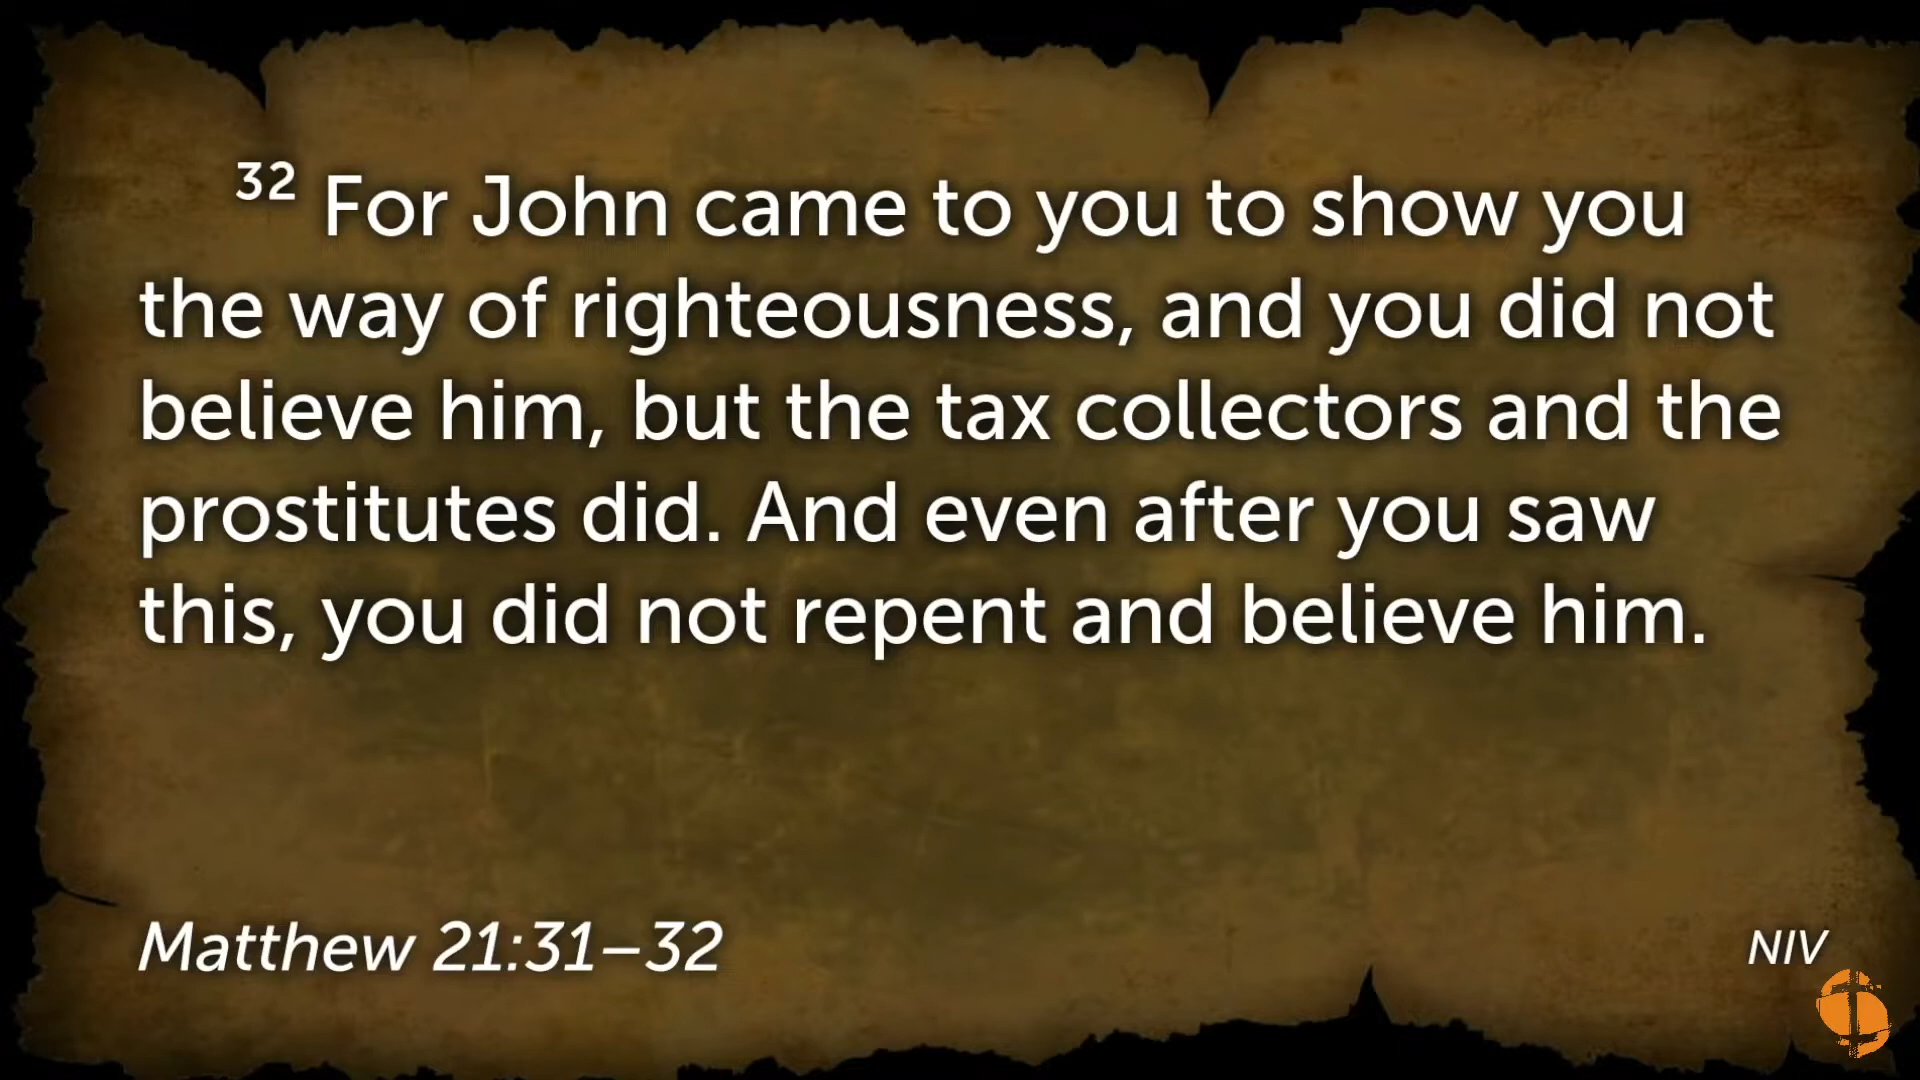 32 For John came to you to show you
the way of righteousness, and you did not
believe him, but the tax collectors and the
prostitutes did. And even after you saw
this, you did not repent and believe him.
Matthew 21:31–32
NIV